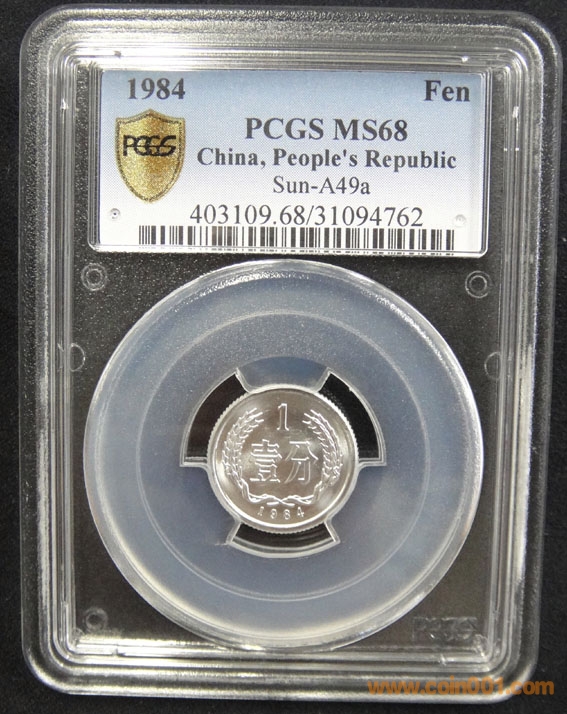 1984 Fen
PCGS
PCGS MS68
China, People's Republic
Sun-A49a
403109.68/31094762
1
壹分
1984
PCGS
www.coin001.com